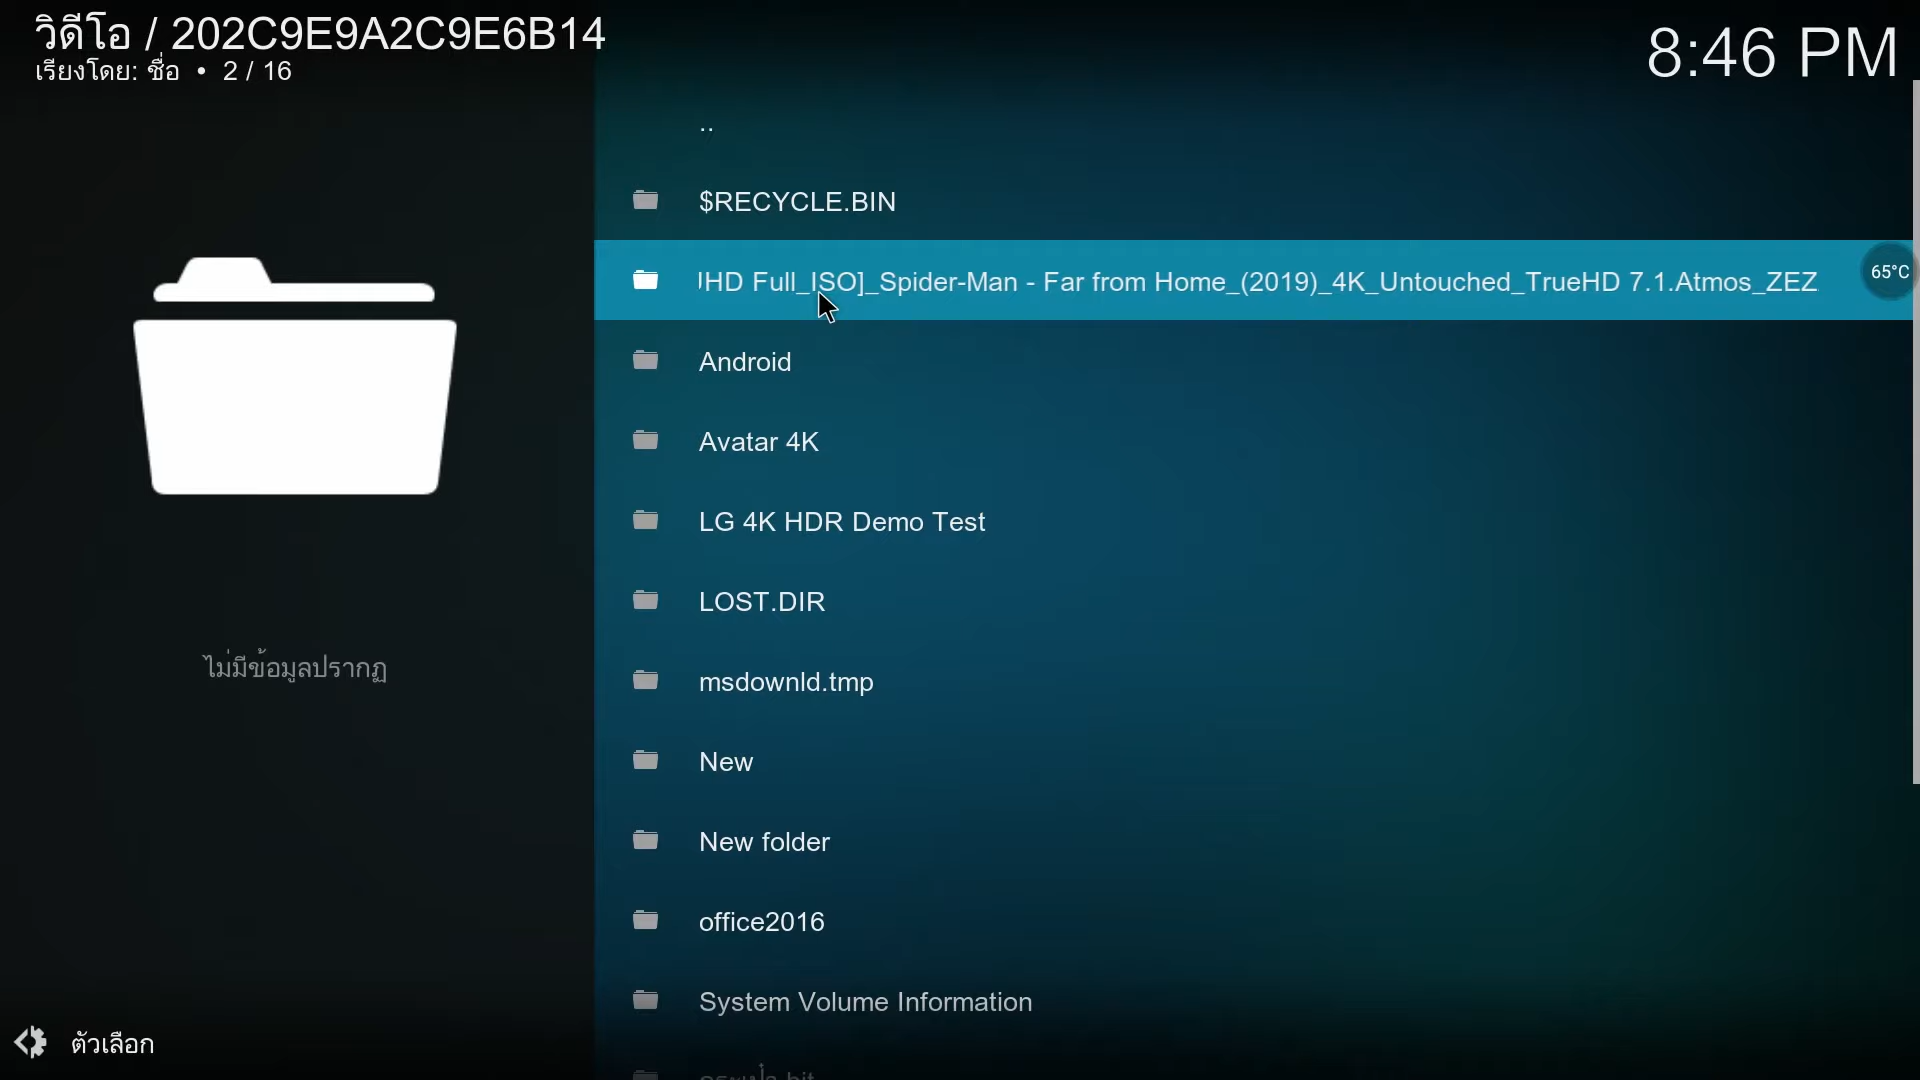 วิดีโอ / 202C9E9A2C9E6B14
เรียงโดย: ชื่อ • 2 / 16
8:46 PM
..
$RECYCLE.BIN
HD Full_ISO]_Spider-Man - Far from Home_(2019)_4K_Untouched_TrueHD 7.1.Atmos_ZEZ
65°C
Android
Avatar 4K
LG 4K HDR Demo Test
LOST.DIR
msdownld.tmp
New
New folder
office2016
System Volume Information
ไม่มีข้อมูลปรากฏ
ตัวเลือก